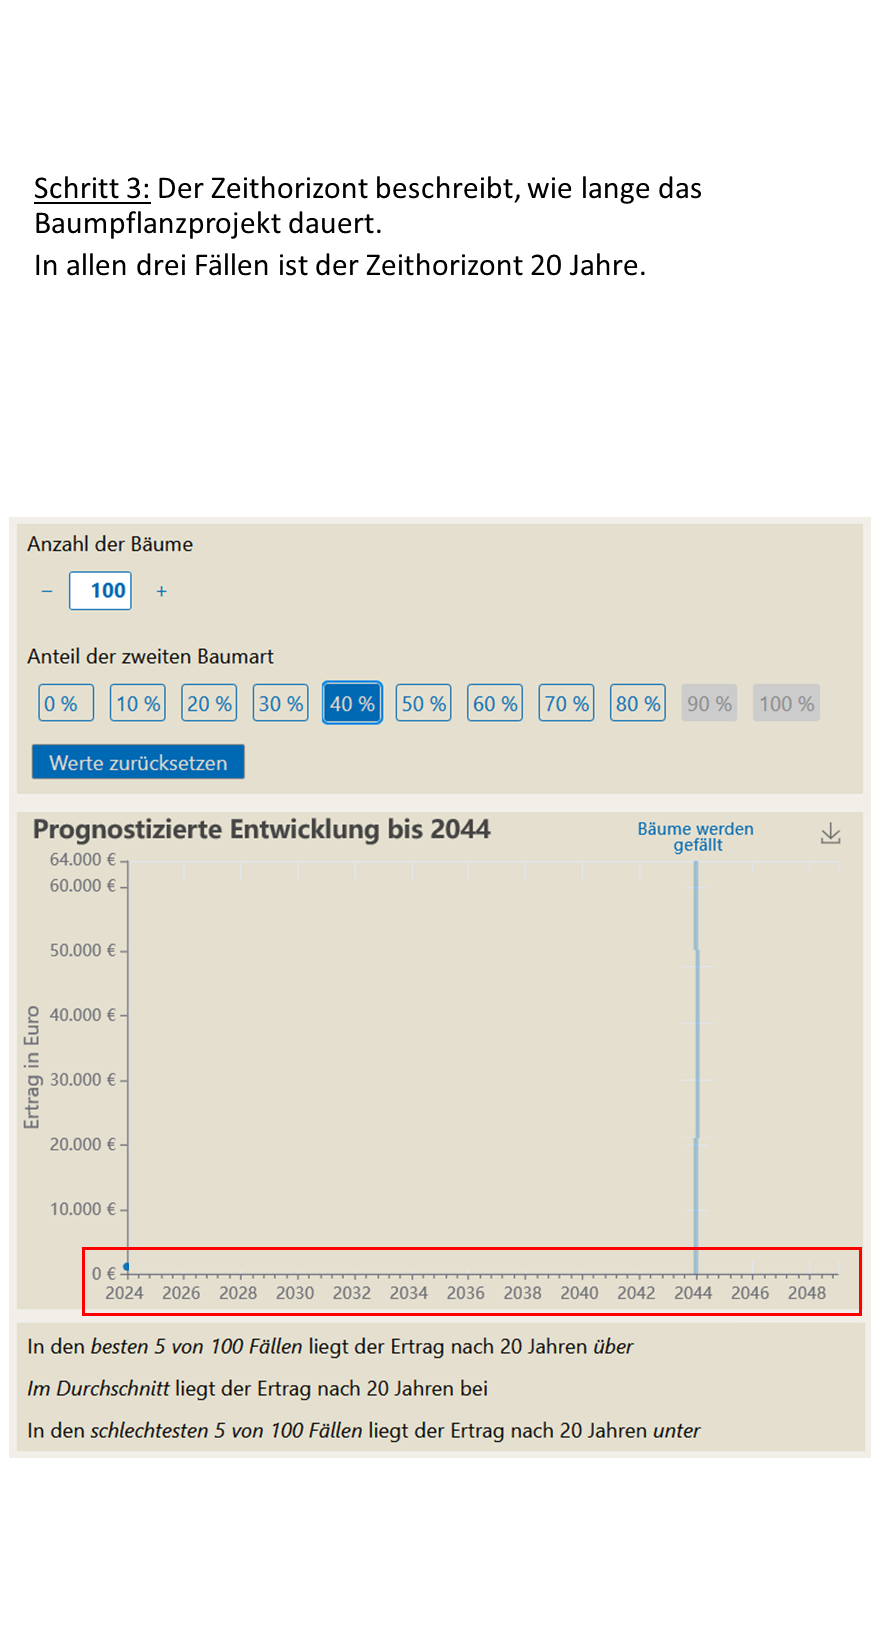 Schritt 3: Der Zeithorizont beschreibt, wie lange das
Baumpflanzprojekt dauert.
In allen drei Fällen ist der Zeithorizont 20 Jahre.
Anzahl der Bäume
− 100 +
Anteil der zweiten Baumart
0 % 10 % 20 % 30 % 40 % 50 % 60 % 70 % 80 % 90 % 100 %
Werte zurücksetzen
Prognostizierte Entwicklung bis 2044
Bäume werden
gefällt
64.000 €
60.000 €
50.000 €
40.000 €
30.000 €
20.000 €
10.000 €
0 €
Ertrag in Euro
2024 2026 2028 2030 2032 2034 2036 2038 2040 2042 2044 2046 2048
In den besten 5 von 100 Fällen liegt der Ertrag nach 20 Jahren über
Im Durchschnitt liegt der Ertrag nach 20 Jahren bei
In den schlechtesten 5 von 100 Fällen liegt der Ertrag nach 20 Jahren unter